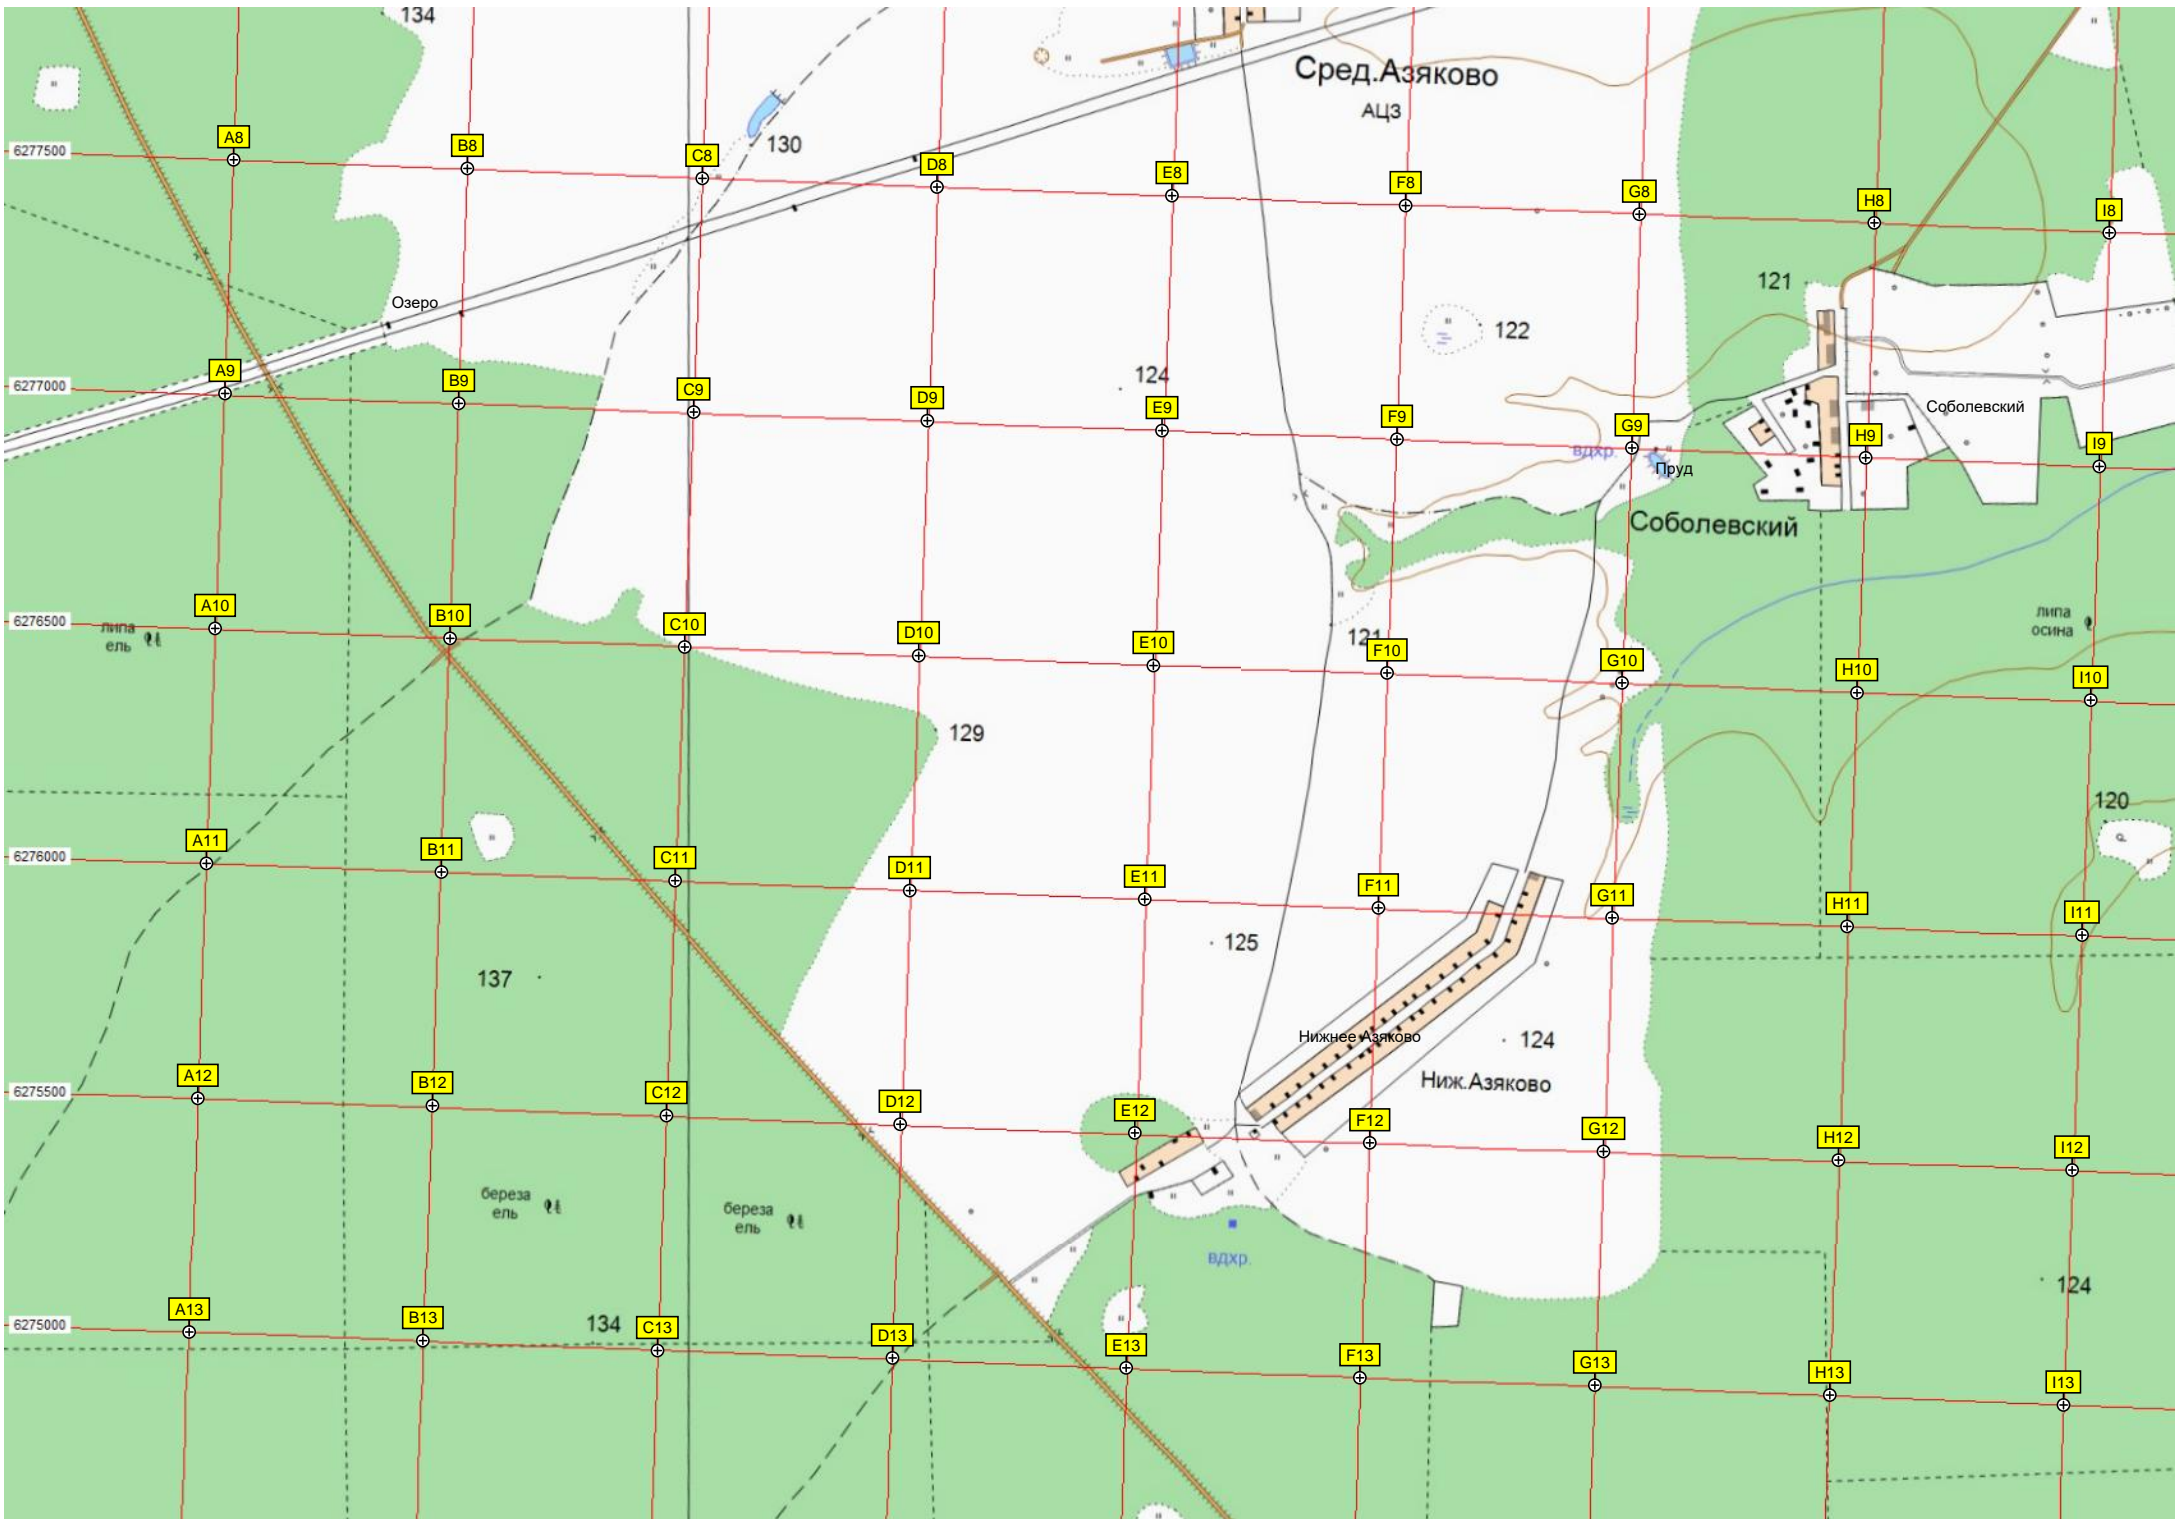 134
Сред.Азяково
АЦЗ
130
6277500
A8
B8
C8
D8
E8
F8
G8
H8
I8
121
Озеро
122
124
6277000
A9
B9
C9
D9
E9
F9
G9
H9
I9
Соболевский
вдхр.
Пруд
Соболевский
6276500
A10
B10
C10
D10
E10
F10
G10
H10
I10
липа
ель
121
липа
осина
129
120
6276000
A11
B11
C11
D11
E11
F11
G11
H11
I11
125
137
Нижнее Азяково
124
Ниж.Азяково
6275500
A12
B12
C12
D12
E12
F12
G12
H12
I12
береза
ель
береза
ель
вдхр.
124
6275000
A13
B13
134
C13
D13
E13
F13
G13
H13
I13